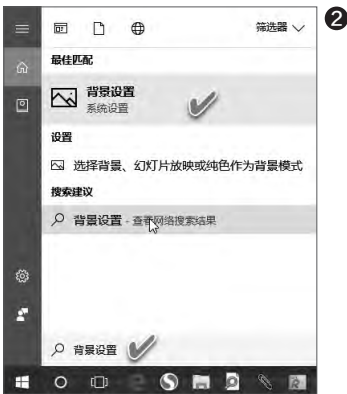 筛选器
❷
最佳匹配
背景设置
系统设置
设置
选择背景、幻灯片放映或纯色作为背景模式
搜索建议
背景设置 - 查看网络搜索结果
背景设置